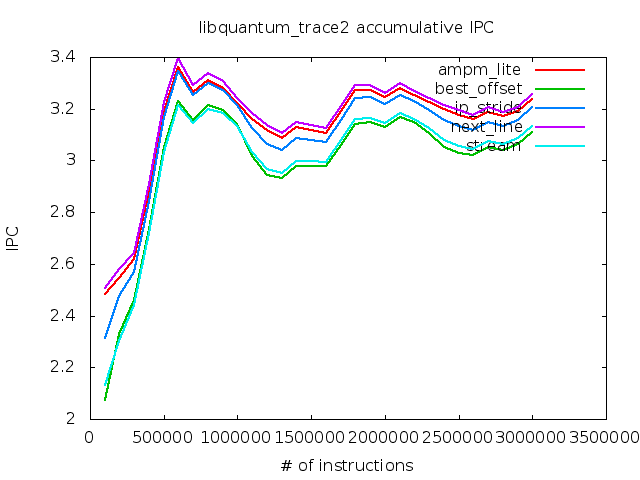 libquantum_trace2 accumulative IPC
3.4
3.2
3
2.8
2.6
2.4
2.2
2
IPC
ampm_lite
best_offset
ip_stride
next_line
stream
0 500000 1000000 1500000 2000000 2500000 3000000 3500000
# of instructions